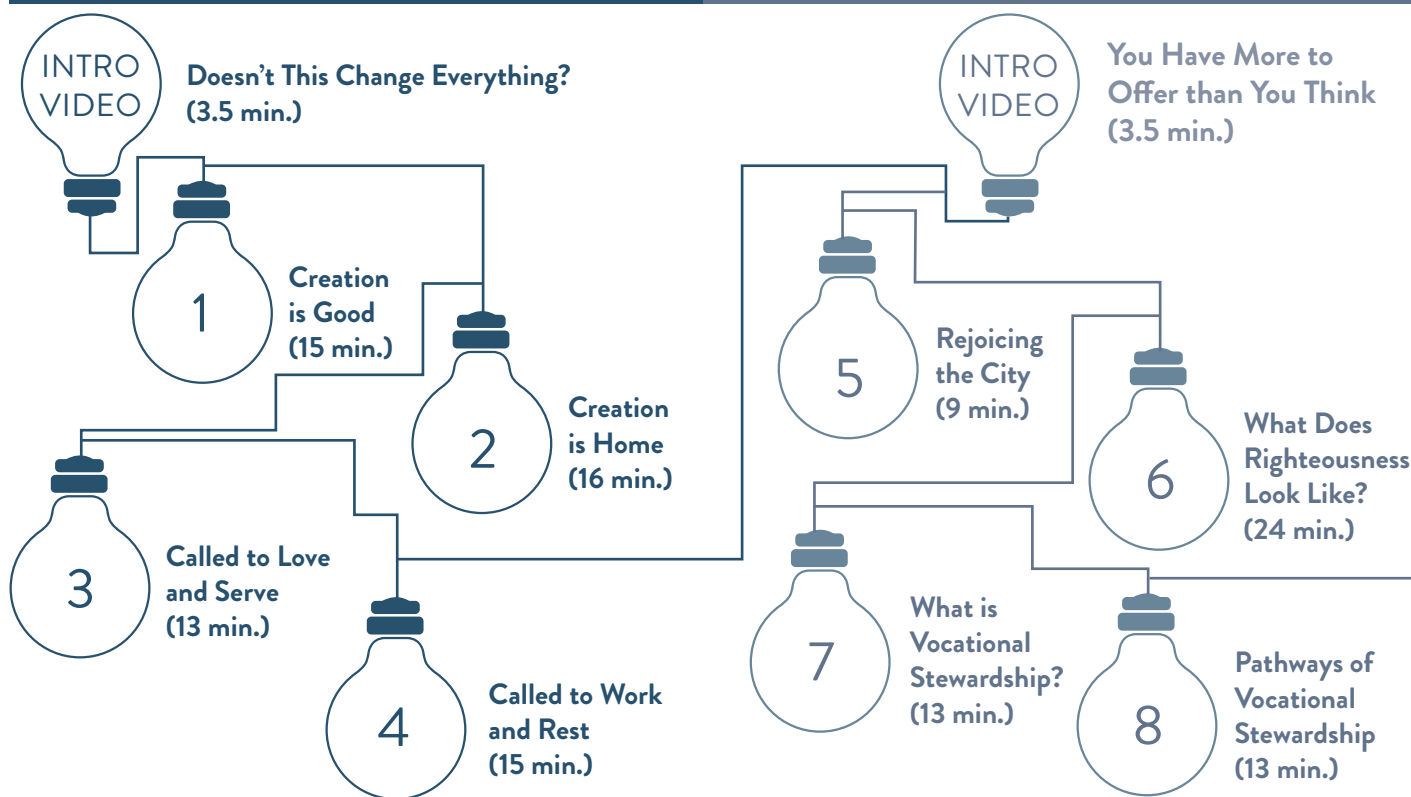 INTRO
VIDEO
Doesn’t This Change Everything?
(3.5 min.)
1
Creation
is Good
(15 min.)
2
Creation
is Home
(16 min.)
3
Called to Love
and Serve
(13 min.)
4
Called to Work
and Rest
(15 min.)
INTRO
VIDEO
You Have More to
Offer than You Think
(3.5 min.)
5
Rejoicing
the City
(9 min.)
6
What Does
Righteousness
Look Like?
(24 min.)
7
What is
Vocational
Stewardship?
(13 min.)
8
Pathways of
Vocational
Stewardship
(13 min.)